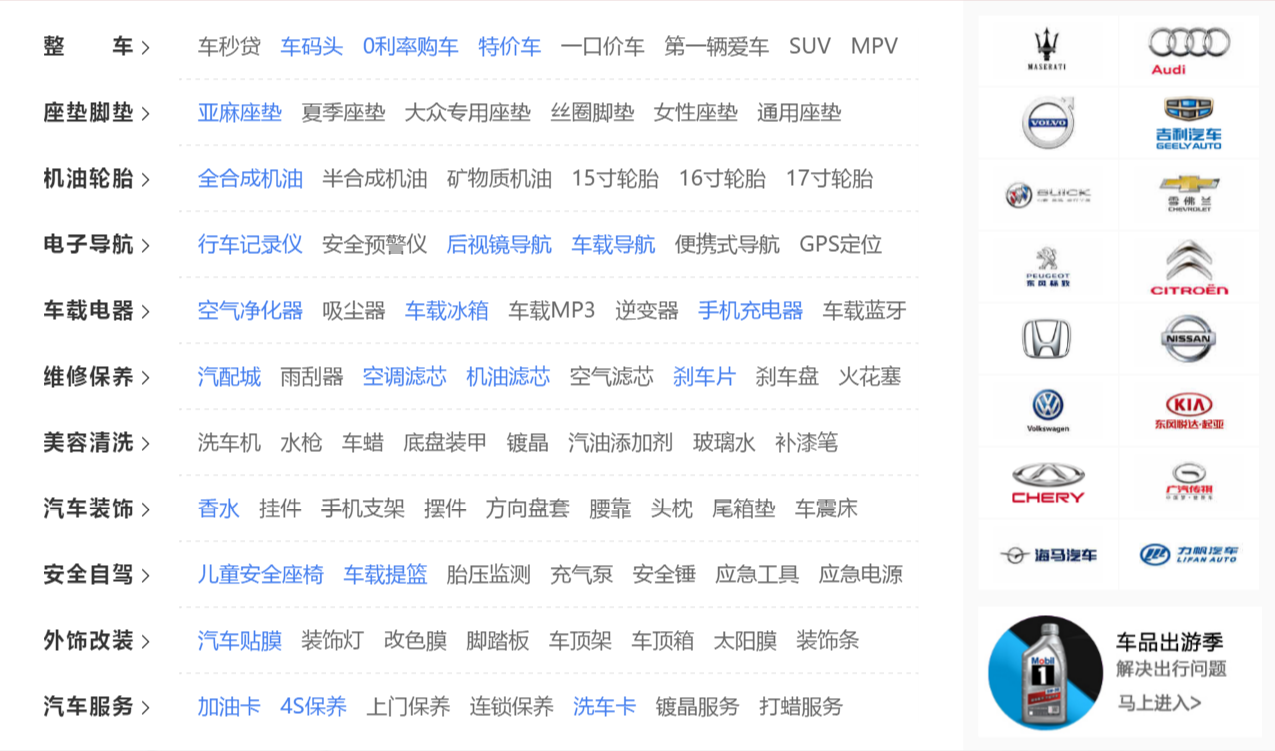 整 车 > 车秒贷 车码头 0利率购车 特价车 一口价车 第一辆爱车 SUV MPV
座垫脚垫 > 亚麻座垫 夏季座垫 大众专用座垫 丝圈脚垫 女性座垫 通用座垫
机油轮胎 > 全合成机油 半合成机油 矿物质机油 15寸轮胎 16寸轮胎 17寸轮胎
电子导航 > 行车记录仪 安全预警仪 后视镜导航 车载导航 便携式导航 GPS定位
车载电器 > 空气净化器 吸尘器 车载冰箱 车载MP3 逆变器 手机充电器 车载蓝牙
维修保养 > 汽配城 雨刮器 空调滤芯 机油滤芯 空气滤芯 刹车片 刹车盘 火花塞
美容清洗 > 洗车机 水枪 车蜡 底盘装甲 镀晶 汽油添加剂 玻璃水 补漆笔
汽车装饰 > 香水 挂件 手机支架 摆件 方向盘套 腰靠 头枕 尾箱垫 车震床
安全自驾 > 儿童安全座椅 车载提篮 胎压监测 充气泵 安全锤 应急工具 应急电源
外饰改装 > 汽车贴膜 装饰灯 改色膜 脚踏板 车顶架 车顶箱 太阳膜 装饰条
汽车服务 > 加油卡 4S保养 上门保养 连锁保养 洗车卡 镀晶服务 打蜡服务
MASERATI
Audi
VOLVO
吉利汽车
GEELY AUTO
BUICK
雪佛兰
CHEVROLET
PEUGEOT
东风标致
CITROËN
NISSAN
Volkswagen
KIA
东风悦达·起亚
CHERY
广汽传祺
海马汽车
力帆汽车
LIFAN AUTO
Mobil
1
车品出游季
解决出行问题
马上进入>